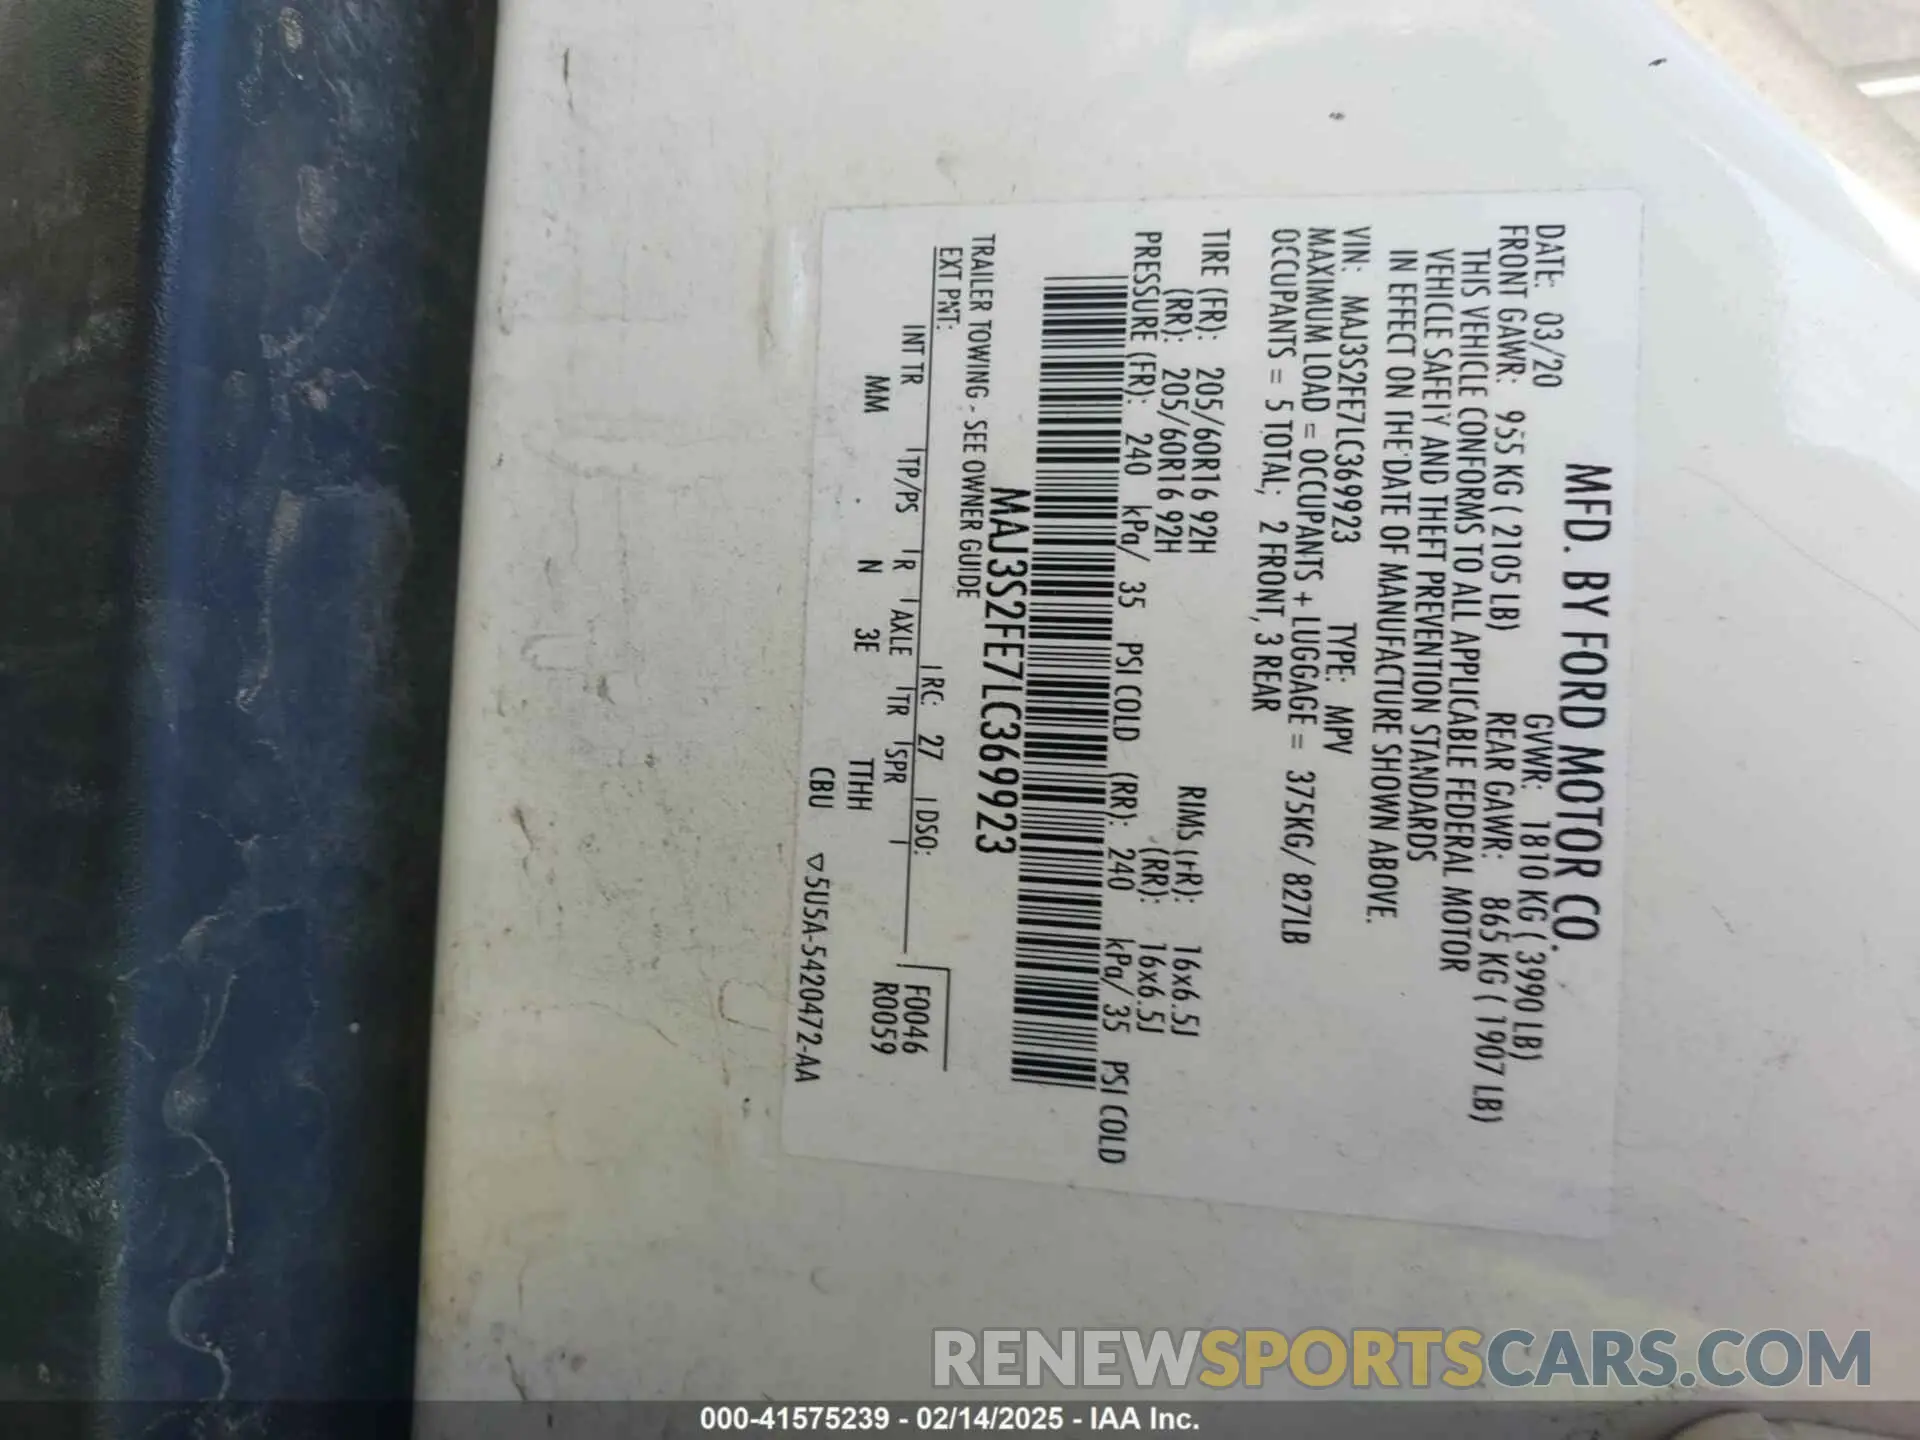 MFD. BY FORD MOTOR CO.
DATE: 03/20 GVWR: 1810 KG ( 3990 LB)
FRONT GAWR: 955 KG ( 2105 LB) REAR GAWR: 865 KG ( 1907 LB)
THIS VEHICLE CONFORMS TO ALL APPLICABLE FEDERAL MOTOR
VEHICLE SAFETY AND THEFT PREVENTION STANDARDS
IN EFFECT ON THE DATE OF MANUFACTURE SHOWN ABOVE.
VIN: MAJ3S2FE7LC369923 TYPE: MPV
MAXIMUM LOAD = OCCUPANTS + LUGGAGE = 375KG/ 827LB
OCCUPANTS = 5 TOTAL; 2 FRONT, 3 REAR
TIRE (FR): 205/60R16 92H RIMS (FR): 16x6.5J
(RR): 205/60R16 92H (RR): 16x6.5J
PRESSURE (FR): 240 kPa/ 35 PSI COLD (RR): 240 kPa/ 35 PSI COLD
MAJ3S2FE7LC369923
TRAILER TOWING - SEE OWNER GUIDE
EXT PNT: RC: 27 DSO:
INT TR TP/PS R AXLE TR SPR F0046
MM N 3E TTHH R0059
CBU ▽5U5A-5420472-AA
RENEWSPORTSCARS.COM
000-41575239 - 02/14/2025 - IAA Inc.